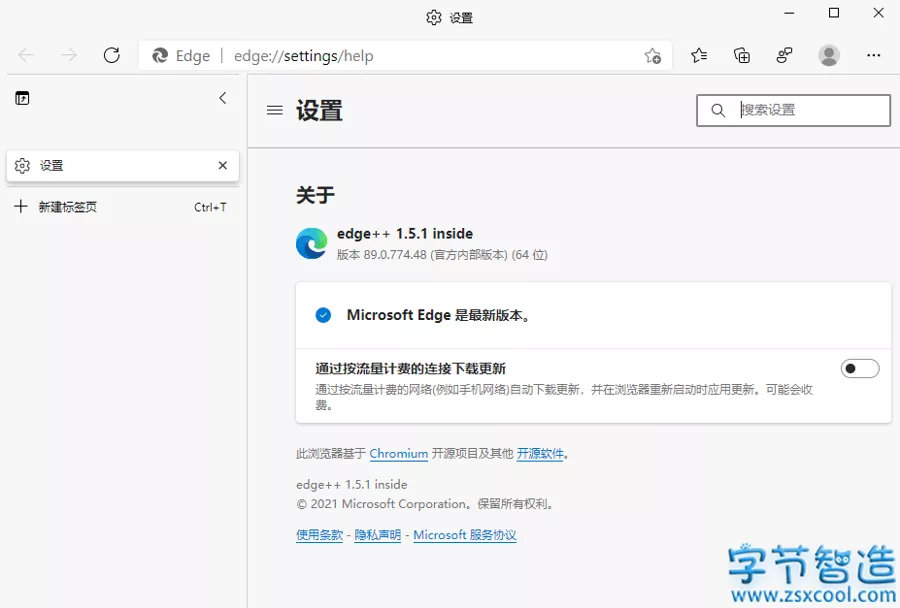 设置
Edge | edge://settings/help
设置
搜索设置
设置
新建标签页 Ctrl+T
关于
edge++ 1.5.1 inside
版本 89.0.774.48 (官方内部版本) (64 位)
Microsoft Edge 是最新版本。
通过按流量计费的连接下载更新
通过按流量计费的网络(例如手机网络)自动下载更新，并在浏览器重新启动时应用更新。可能会收
费。
此浏览器基于 Chromium 开源项目及其他 开源软件。
edge++ 1.5.1 inside
© 2021 Microsoft Corporation。保留所有权利。
使用条款 - 隐私声明 - Microsoft 服务协议
字节智造
www.zsxcool.com